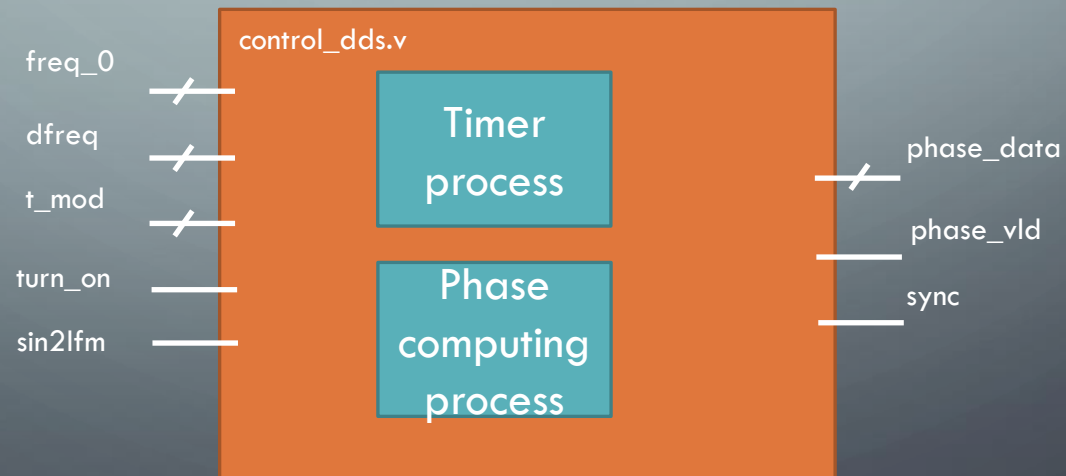 control_dds.v
freq_0
dfreq
t_mod
turn_on
sin2lfm
Timer
process
Phase
computing
process
phase_data
phase_vld
sync